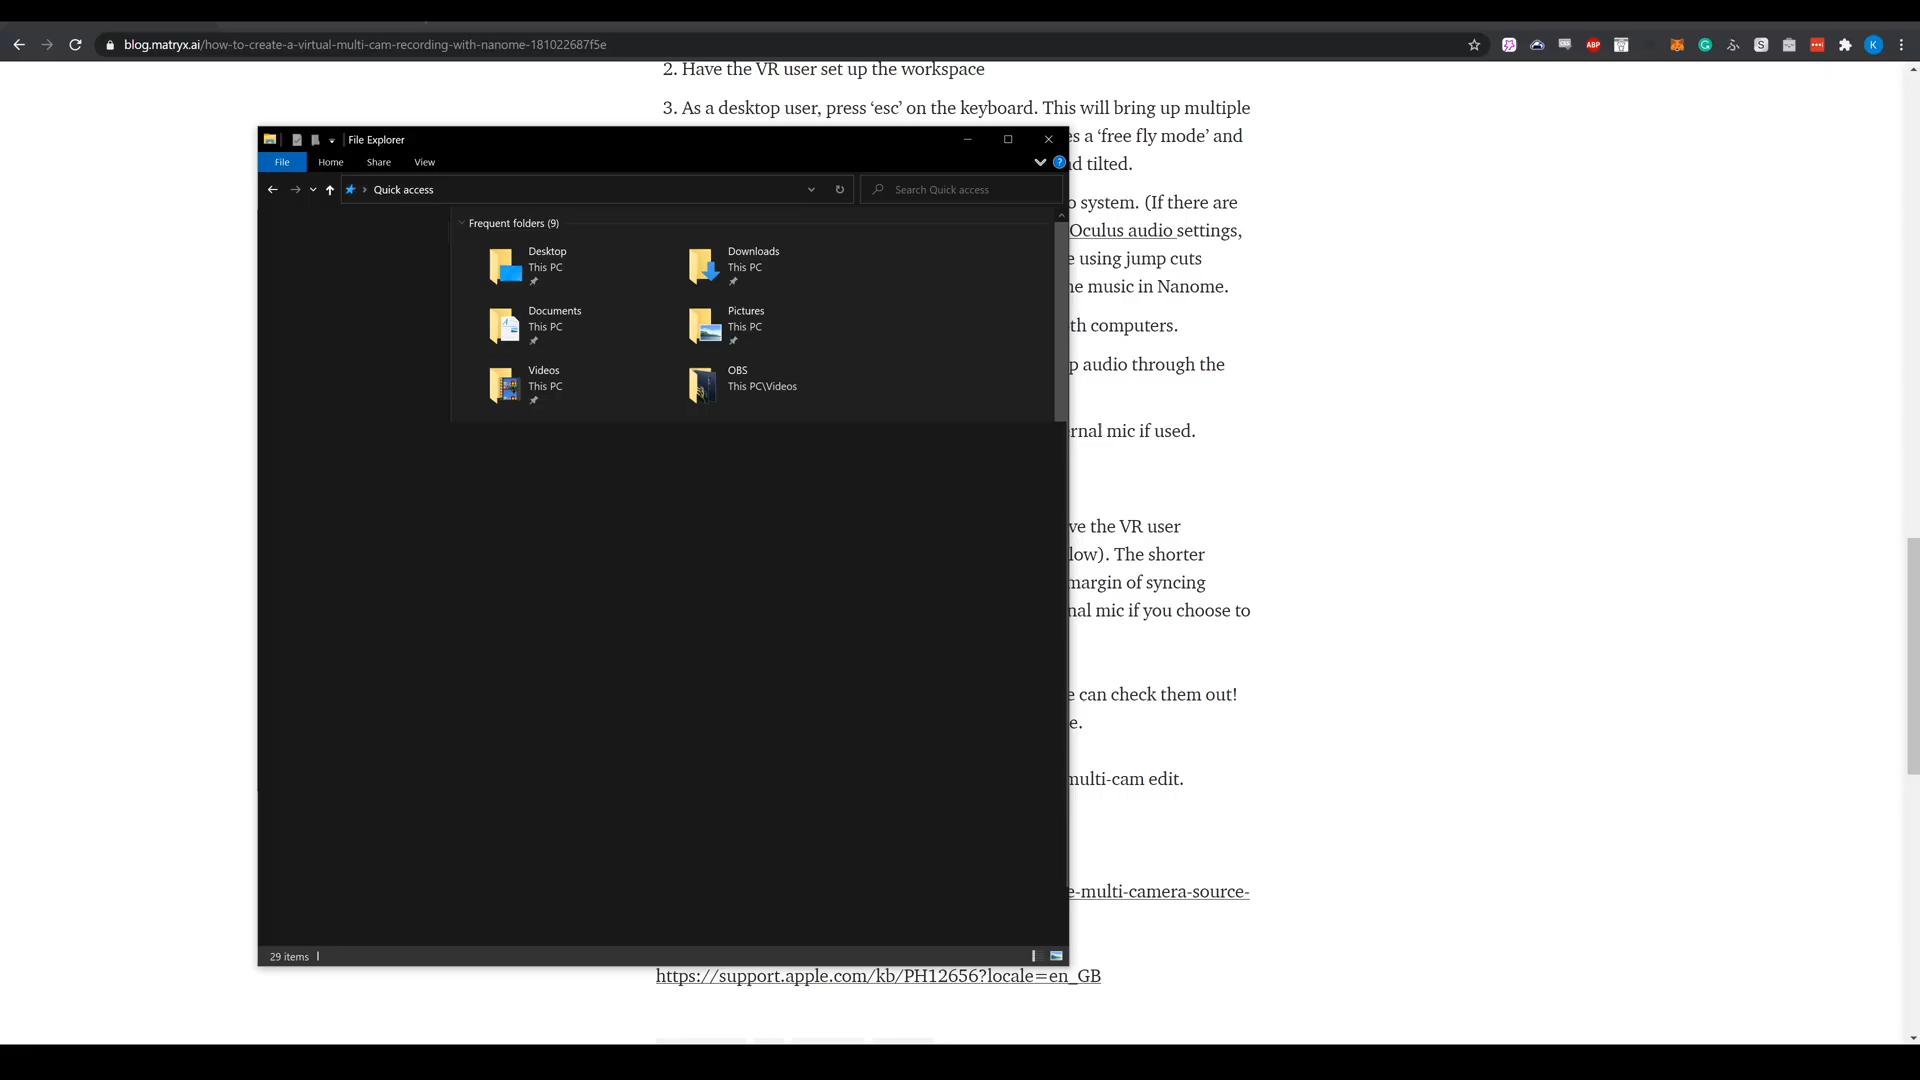 blog.matryx.ai/how-to-create-a-virtual-multi-cam-recording-with-nanome-181022687f5e
ABP
S
K
2. Have the VR user set up the workspace
3. As a desktop user, press ‘esc’ on the keyboard. This will bring up multiple
es a ‘free fly mode’ and
d tilted.
o system. (If there are
Oculus audio settings,
e using jump cuts
he music in Nanome.
th computers.
p audio through the
ernal mic if used.
ve the VR user
low). The shorter
margin of syncing
nal mic if you choose to
e can check them out!
e.
multi-cam edit.
e-multi-camera-source-
https://support.apple.com/kb/PH12656?locale=en_GB
File Explorer
File
Home
Share
View
?
Quick access
Search Quick access
Frequent folders (9)
Desktop
This PC
Downloads
This PC
Documents
This PC
Pictures
This PC
Videos
This PC
OBS
This PC\Videos
29 items